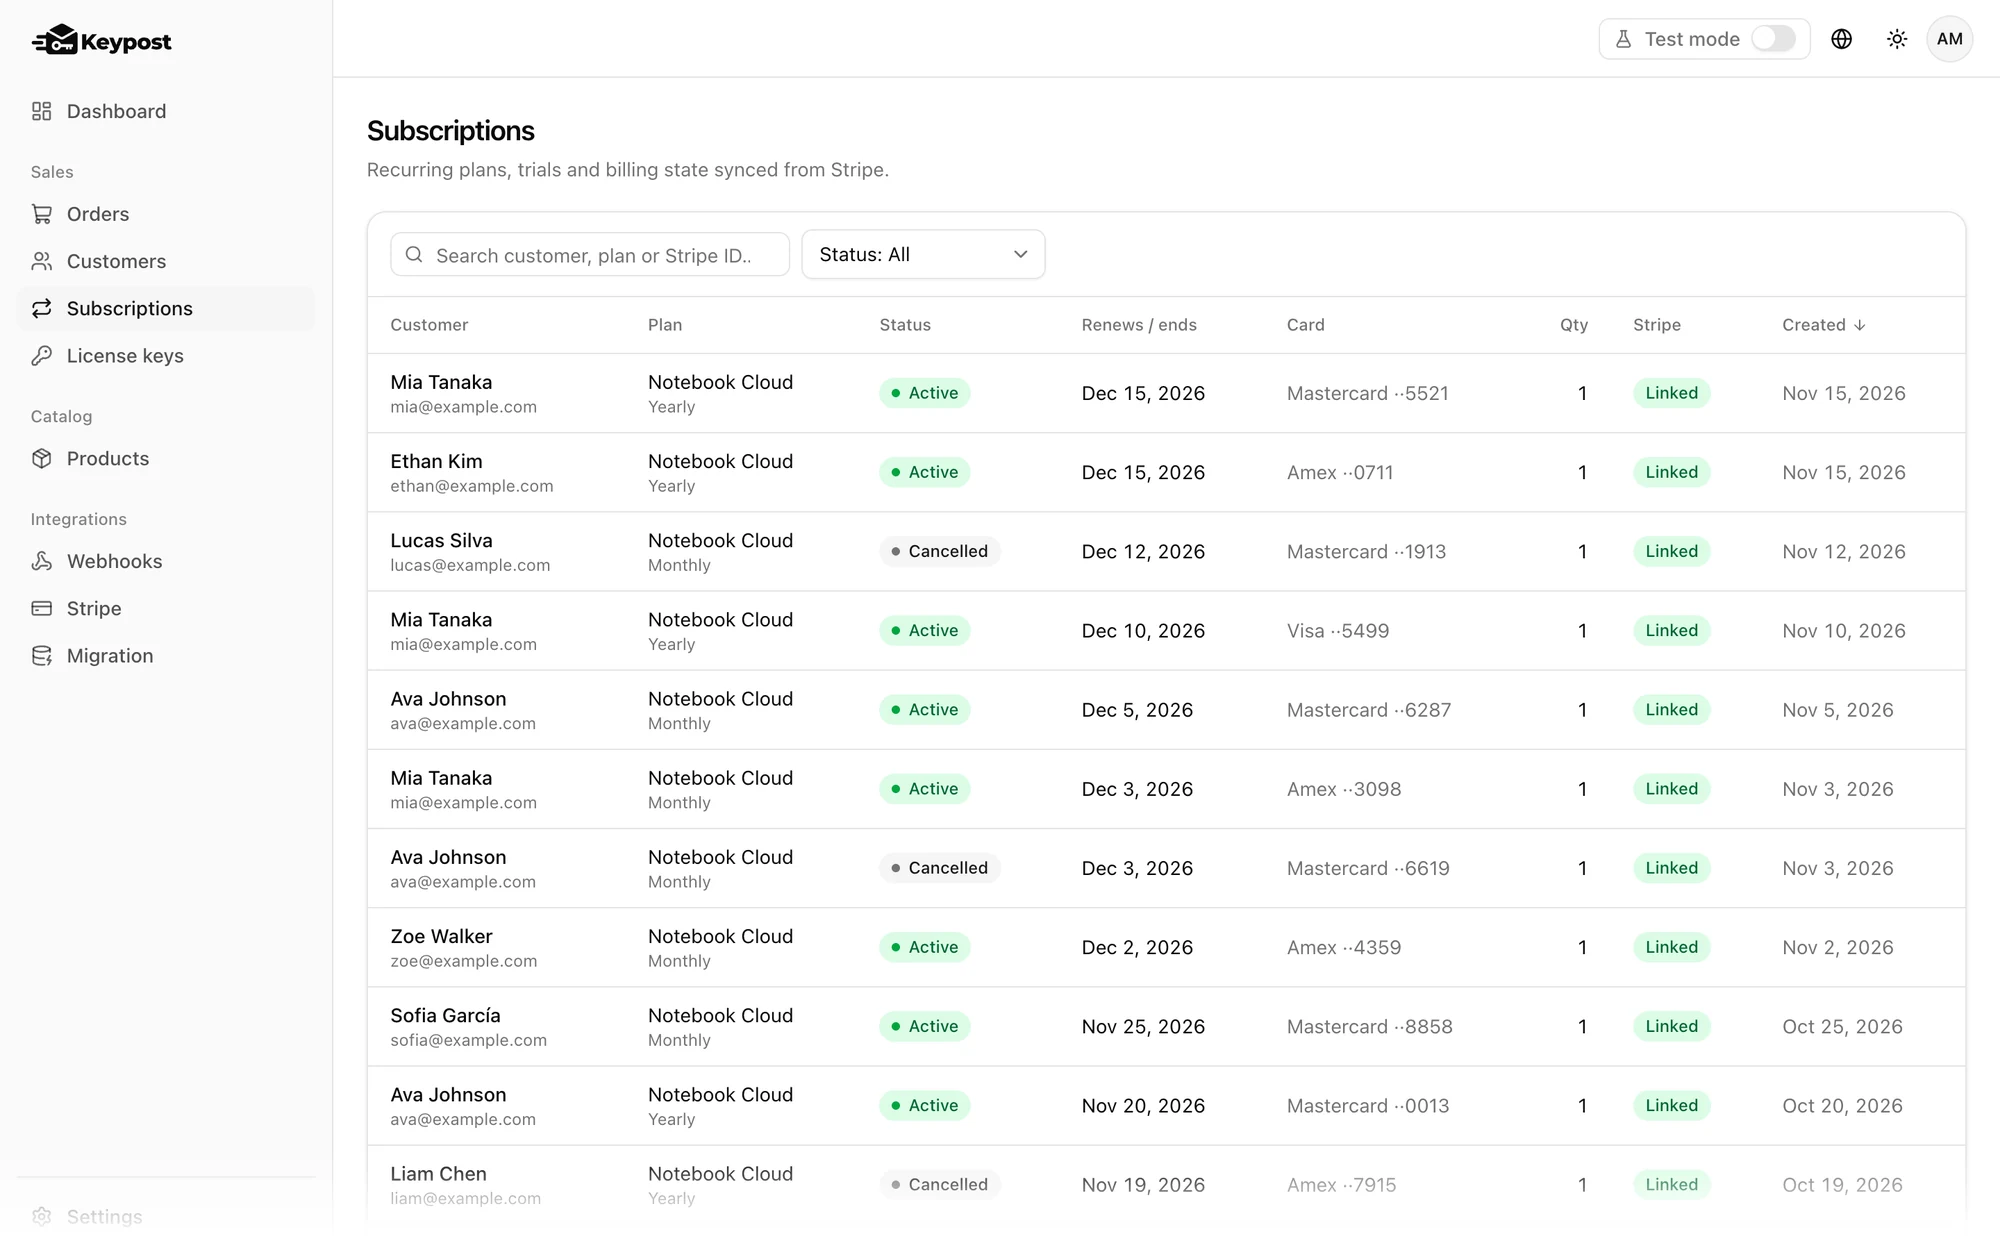 Keypost
Test mode
AM
Dashboard
Sales
Orders
Customers
Subscriptions
License keys
Catalog
Products
Integrations
Webhooks
Stripe
Migration
Settings
Subscriptions
Recurring plans, trials and billing state synced from Stripe.
Search customer, plan or Stripe ID..
Status: All
Customer Plan Status Renews / ends Card Qty Stripe Created ↓
Mia Tanaka Notebook Cloud Active Dec 15, 2026 Mastercard ··5521 1 Linked Nov 15, 2026
mia@example.com Yearly
Ethan Kim Notebook Cloud Active Dec 15, 2026 Amex ··0711 1 Linked Nov 15, 2026
ethan@example.com Yearly
Lucas Silva Notebook Cloud Cancelled Dec 12, 2026 Mastercard ··1913 1 Linked Nov 12, 2026
lucas@example.com Monthly
Mia Tanaka Notebook Cloud Active Dec 10, 2026 Visa ··5499 1 Linked Nov 10, 2026
mia@example.com Yearly
Ava Johnson Notebook Cloud Active Dec 5, 2026 Mastercard ··6287 1 Linked Nov 5, 2026
ava@example.com Monthly
Mia Tanaka Notebook Cloud Active Dec 3, 2026 Amex ··3098 1 Linked Nov 3, 2026
mia@example.com Monthly
Ava Johnson Notebook Cloud Cancelled Dec 3, 2026 Mastercard ··6619 1 Linked Nov 3, 2026
ava@example.com Monthly
Zoe Walker Notebook Cloud Active Dec 2, 2026 Amex ··4359 1 Linked Nov 2, 2026
zoe@example.com Monthly
Sofia García Notebook Cloud Active Nov 25, 2026 Mastercard ··8858 1 Linked Oct 25, 2026
sofia@example.com Monthly
Ava Johnson Notebook Cloud Active Nov 20, 2026 Mastercard ··0013 1 Linked Oct 20, 2026
ava@example.com Yearly
Liam Chen Notebook Cloud Cancelled Nov 19, 2026 Amex ··7915 1 Linked Oct 19, 2026
liam@example.com Yearly